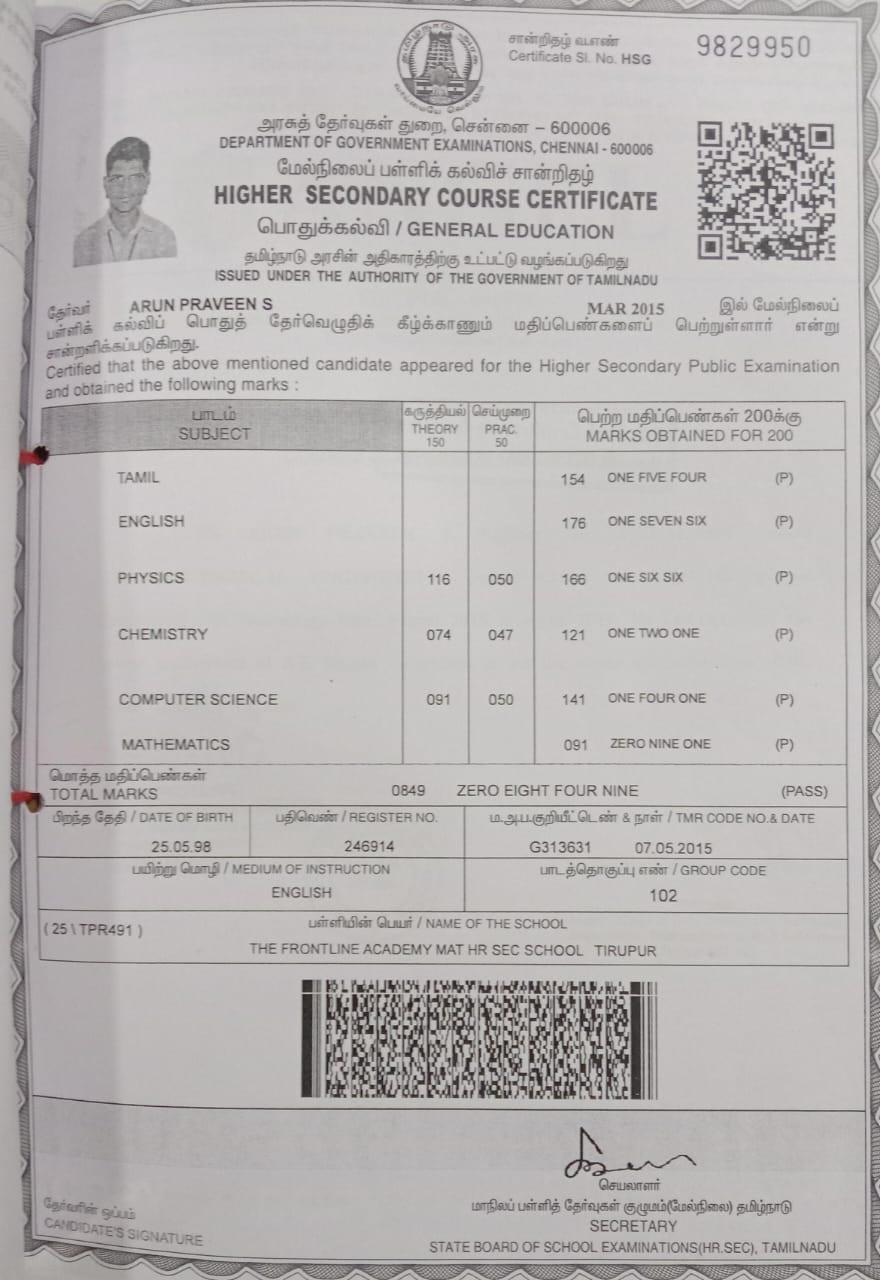 சான்றிதழ் வ.எண்
Certificate Sl. No. HSG 9829950
அரசுத் தேர்வுகள் துறை, சென்னை – 600006
DEPARTMENT OF GOVERNMENT EXAMINATIONS, CHENNAI - 600006
மேல்நிலைப் பள்ளிக் கல்விச் சான்றிதழ்
HIGHER SECONDARY COURSE CERTIFICATE
பொதுக்கல்வி / GENERAL EDUCATION
தமிழ்நாடு அரசின் அதிகாரத்திற்கு உட்பட்டு வழங்கப்படுகிறது
ISSUED UNDER THE AUTHORITY OF THE GOVERNMENT OF TAMILNADU
தேர்வர் ARUN PRAVEEN S MAR 2015 இல் மேல்நிலைப்
பள்ளிக் கல்விப் பொதுத் தேர்வெழுதிக் கீழ்க்காணும் மதிப்பெண்களைப் பெற்றுள்ளார் என்று
சான்றளிக்கப்படுகிறது.
Certified that the above mentioned candidate appeared for the Higher Secondary Public Examination
and obtained the following marks :
பாடம் கருத்தியல் செய்முறை பெற்ற மதிப்பெண்கள் 200க்கு
SUBJECT THEORY PRAC. MARKS OBTAINED FOR 200
150 50
TAMIL 154 ONE FIVE FOUR (P)
ENGLISH 176 ONE SEVEN SIX (P)
PHYSICS 116 050 166 ONE SIX SIX (P)
CHEMISTRY 074 047 121 ONE TWO ONE (P)
COMPUTER SCIENCE 091 050 141 ONE FOUR ONE (P)
MATHEMATICS 091 ZERO NINE ONE (P)
மொத்த மதிப்பெண்கள்
TOTAL MARKS 0849 ZERO EIGHT FOUR NINE (PASS)
பிறந்த தேதி / DATE OF BIRTH பதிவெண் / REGISTER NO. ம.அ.ப.குறியீட்டெண் & நாள் / TMR CODE NO.& DATE
25.05.98 246914 G313631 07.05.2015
பயிற்று மொழி / MEDIUM OF INSTRUCTION பாடத்தொகுப்பு எண் / GROUP CODE
ENGLISH 102
( 25 \ TPR491 ) பள்ளியின் பெயர் / NAME OF THE SCHOOL
THE FRONTLINE ACADEMY MAT HR SEC SCHOOL TIRUPUR
செயலாளர்
தேர்வரின் ஒப்பம் மாநிலப் பள்ளித் தேர்வுகள் குழுமம்(மேல்நிலை) தமிழ்நாடு
CANDIDATE'S SIGNATURE SECRETARY
STATE BOARD OF SCHOOL EXAMINATIONS(HR.SEC), TAMILNADU